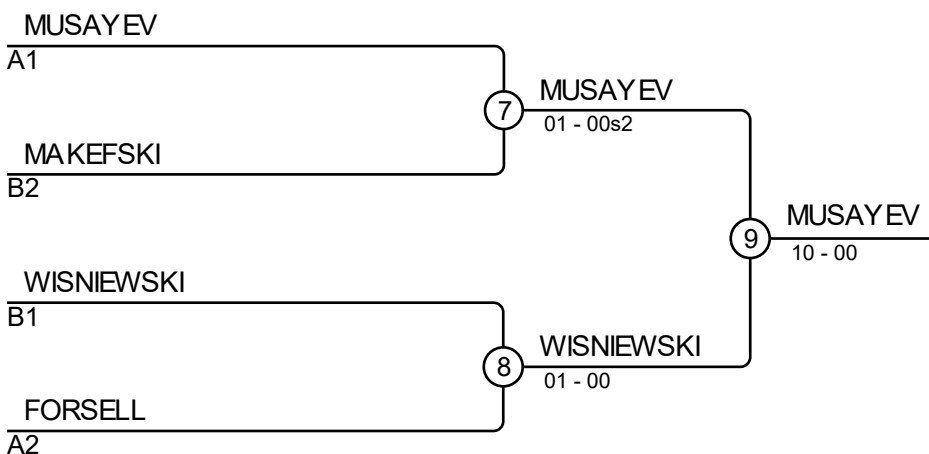 MUSAYEV
A1
7
MUSAYEV
01 - 00s2
MAKEFSKI
B2
9
MUSAYEV
10 - 00
WISNIEWSKI
B1
8
WISNIEWSKI
01 - 00
FORSELL
A2